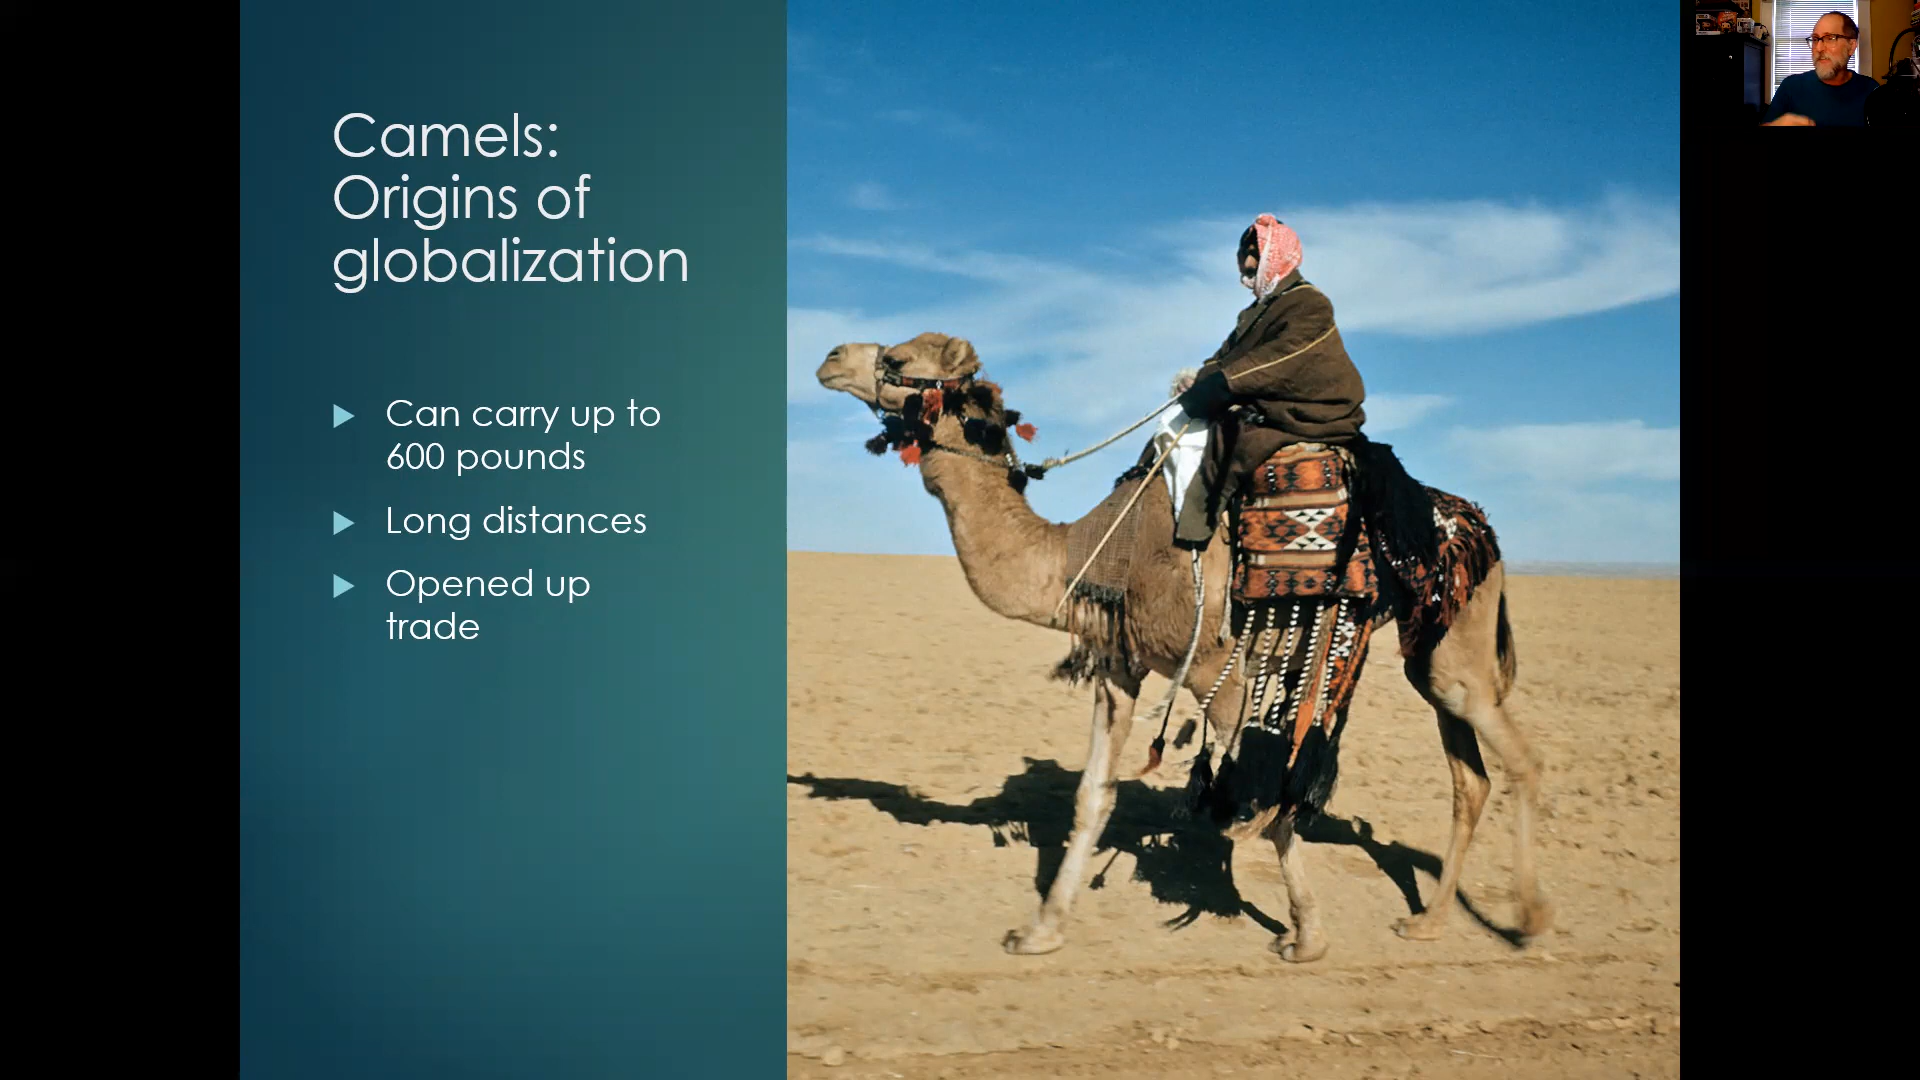 Camels:
Origins of
globalization
Can carry up to
600 pounds
Long distances
Opened up
trade